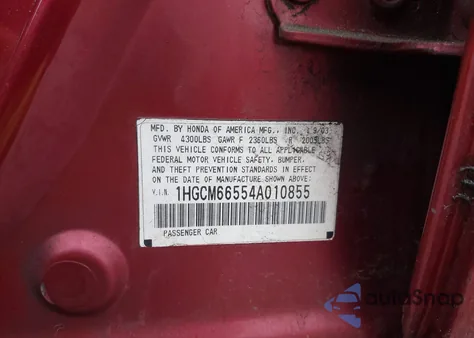 MFD. BY HONDA OF AMERICA MFG., INC. 9/03
GVWR 4300LBS GAWR F 2360LBS R 2005LBS
THIS VEHICLE CONFORMS TO ALL APPLICABLE
FEDERAL MOTOR VEHICLE SAFETY, BUMPER,
AND THEFT PREVENTION STANDARDS IN EFFECT
ON THE DATE OF MANUFACTURE SHOWN ABOVE.
V.I.N. 1HGCM66554A010855
PASSENGER CAR
autoSnap